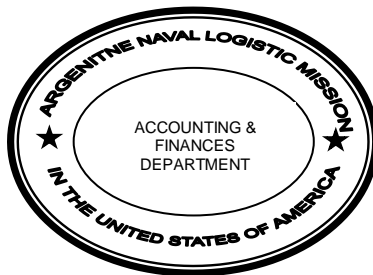 ARGENITNE NAVAL LOGISTIC MISSION
ACCOUNTING &
FINANCES
DEPARTMENT
IN THE UNITED STATES OF AMERICA